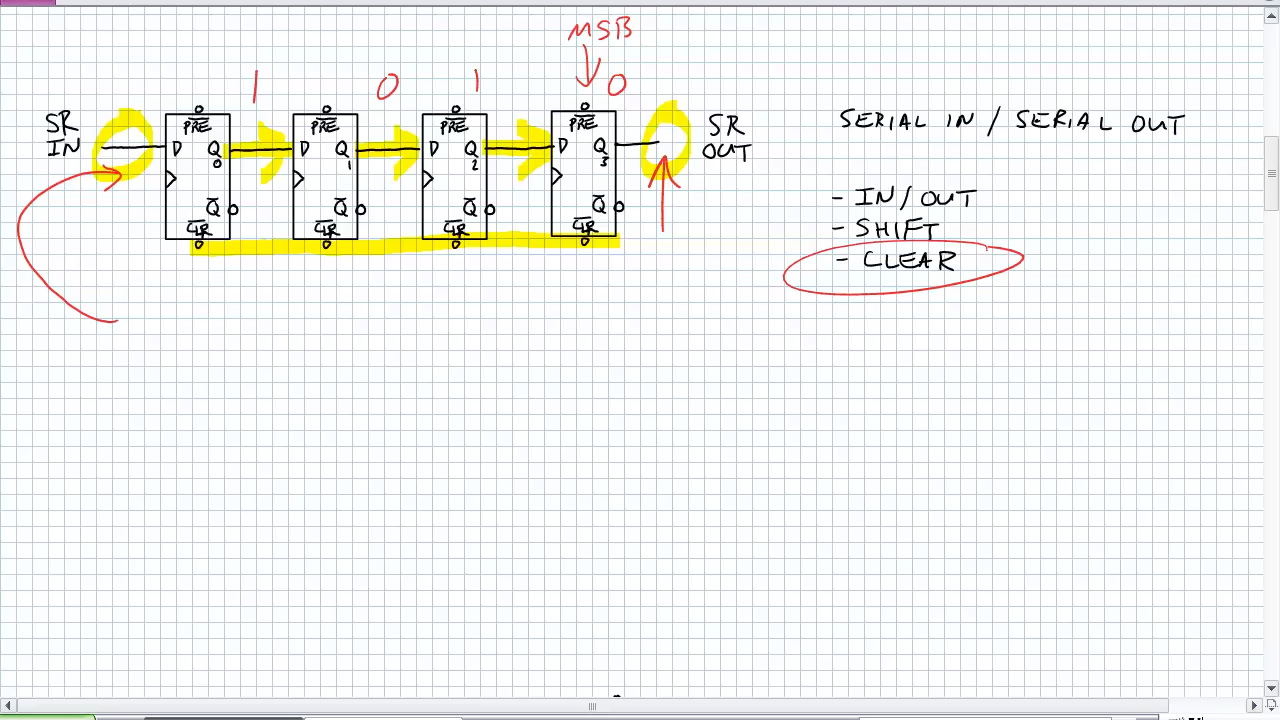 MSB
1 0 1 0
SR IN
PRE PRE PRE PRE
D Q0 D Q1 D Q2 D Q3
Q̅ Q̅ Q̅ Q̅
CLR CLR CLR CLR
SR OUT
SERIAL IN / SERIAL OUT
- IN/OUT
- SHIFT
- CLEAR